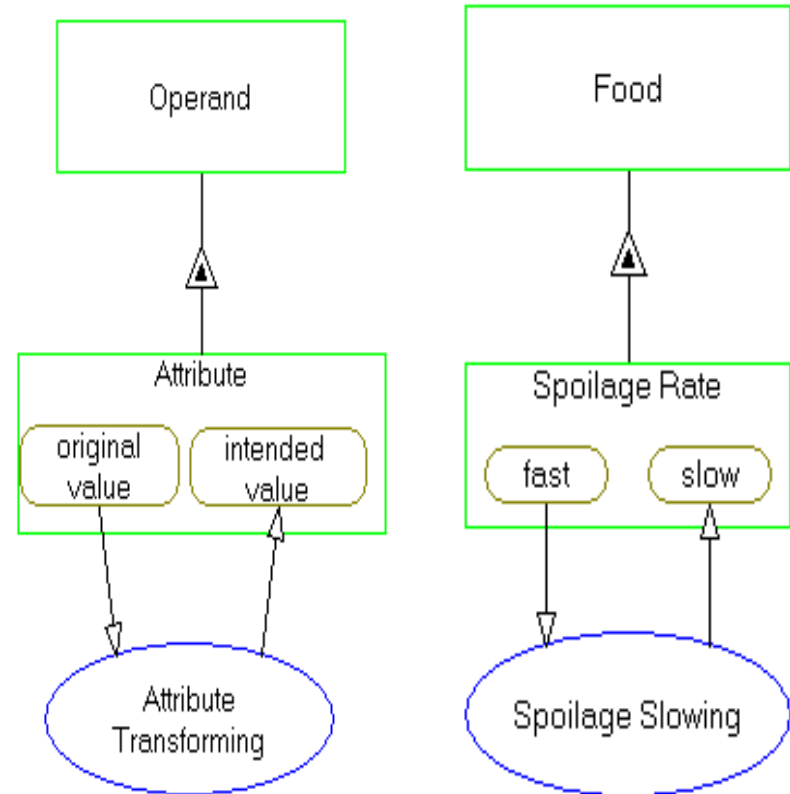 Operand
Attribute
original
value
intended
value
Attribute
Transforming
Food
Spoilage Rate
fast
slow
Spoilage Slowing